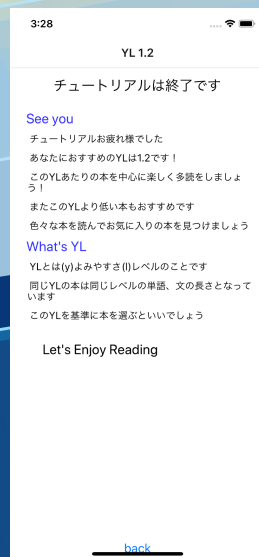 3:28
YL 1.2
チュートリアルは終了です
See you
チュートリアルお疲れ様でした
あなたにおすすめのYLは1.2です！
このYLあたりの本を中心に楽しく多読をしましょ
う！
またこのYLより低い本もおすすめです
色々な本を読んでお気に入りの本を見つけましょう
What's YL
YLとは(y)よみやすさ(l)レベルのことです
同じYLの本は同じレベルの単語、文の長さとなって
います
このYLを基準に本を選ぶといいでしょう
Let's Enjoy Reading
back